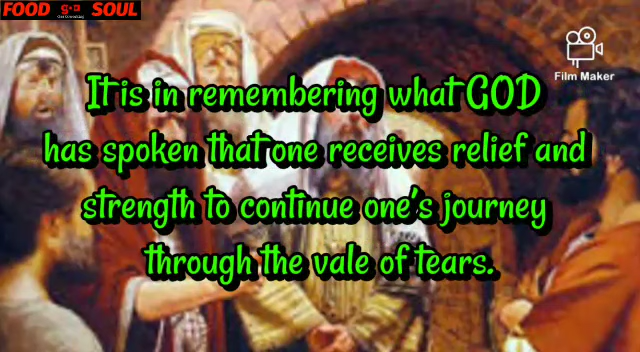 FOOD SOUL
Film Maker
It is in remembering what GOD
has spoken that one receives relief and
strength to continue one's journey
through the vale of tears.